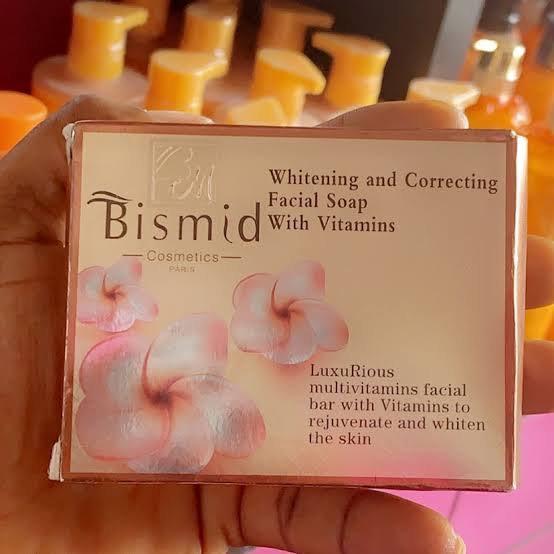 Bismid
Cosmetics
PARIS
Whitening and Correcting
Facial Soap
With Vitamins
LuxuRious
multivitamins facial
bar with Vitamins to
rejuvenate and whiten
the skin